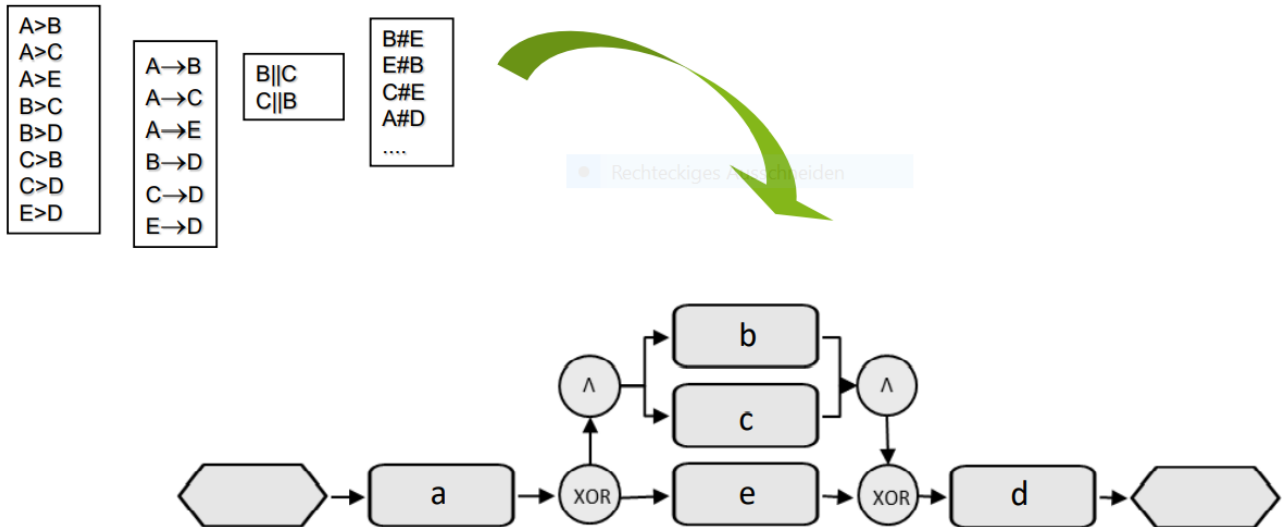 A>B
A>C
A>E
B>C
B>D
C>B
C>D
E>D
A→B
A→C
A→E
B→D
C→D
E→D
B||C
C||B
B#E
E#B
C#E
A#D
....
Rechteckiges Ausschneiden
b
∧
∧
c
a
XOR
e
XOR
d